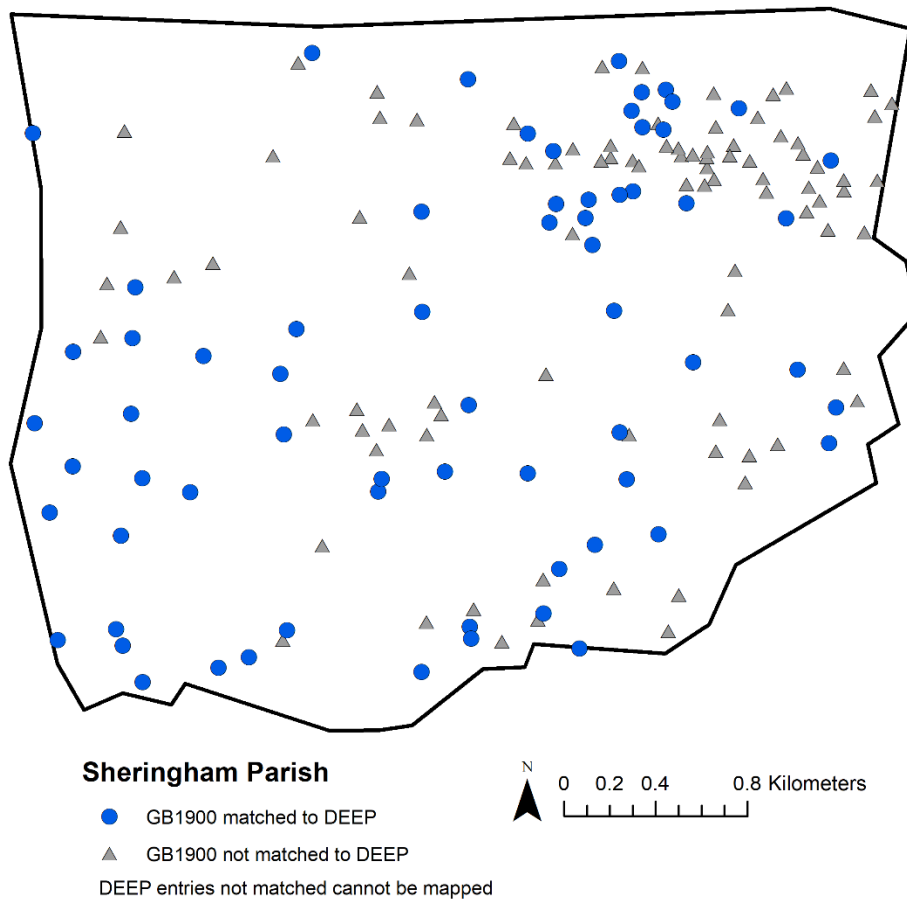 Sheringham Parish
GB1900 matched to DEEP
GB1900 not matched to DEEP
DEEP entries not matched cannot be mapped
N
0 0.2 0.4 0.8 Kilometers